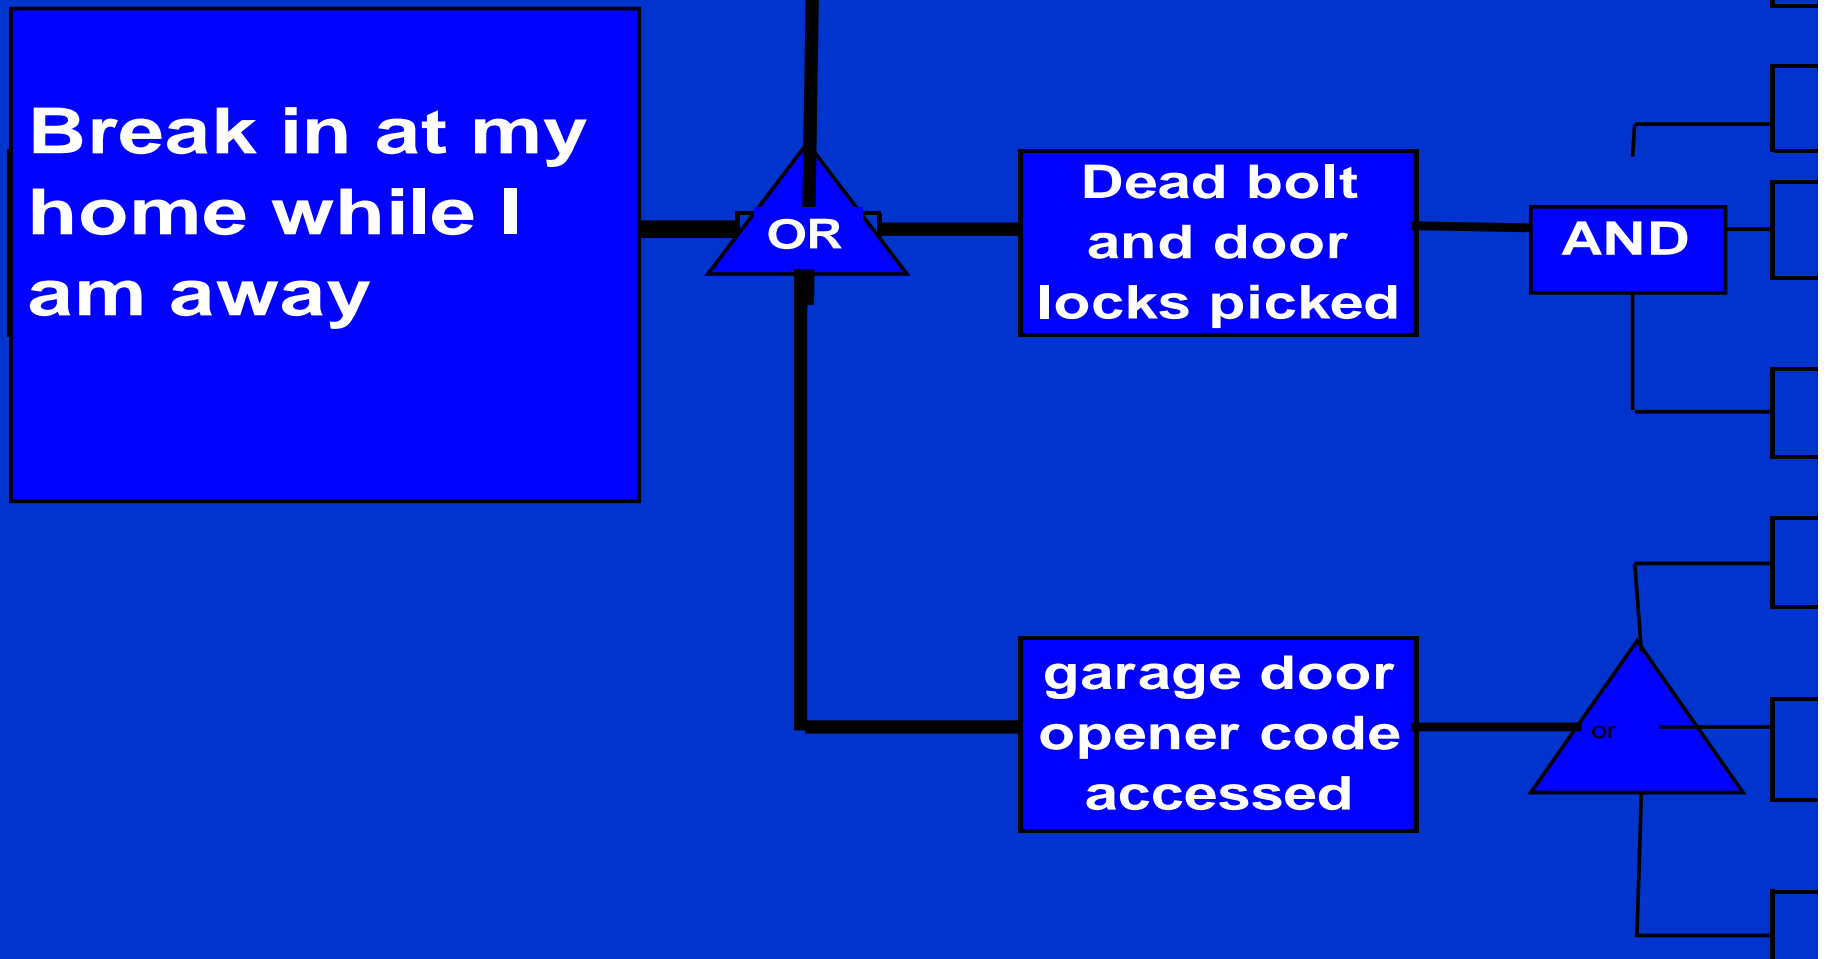 Break in at my
home while I
am away
OR
Dead bolt
and door
locks picked
AND
garage door
opener code
accessed
or